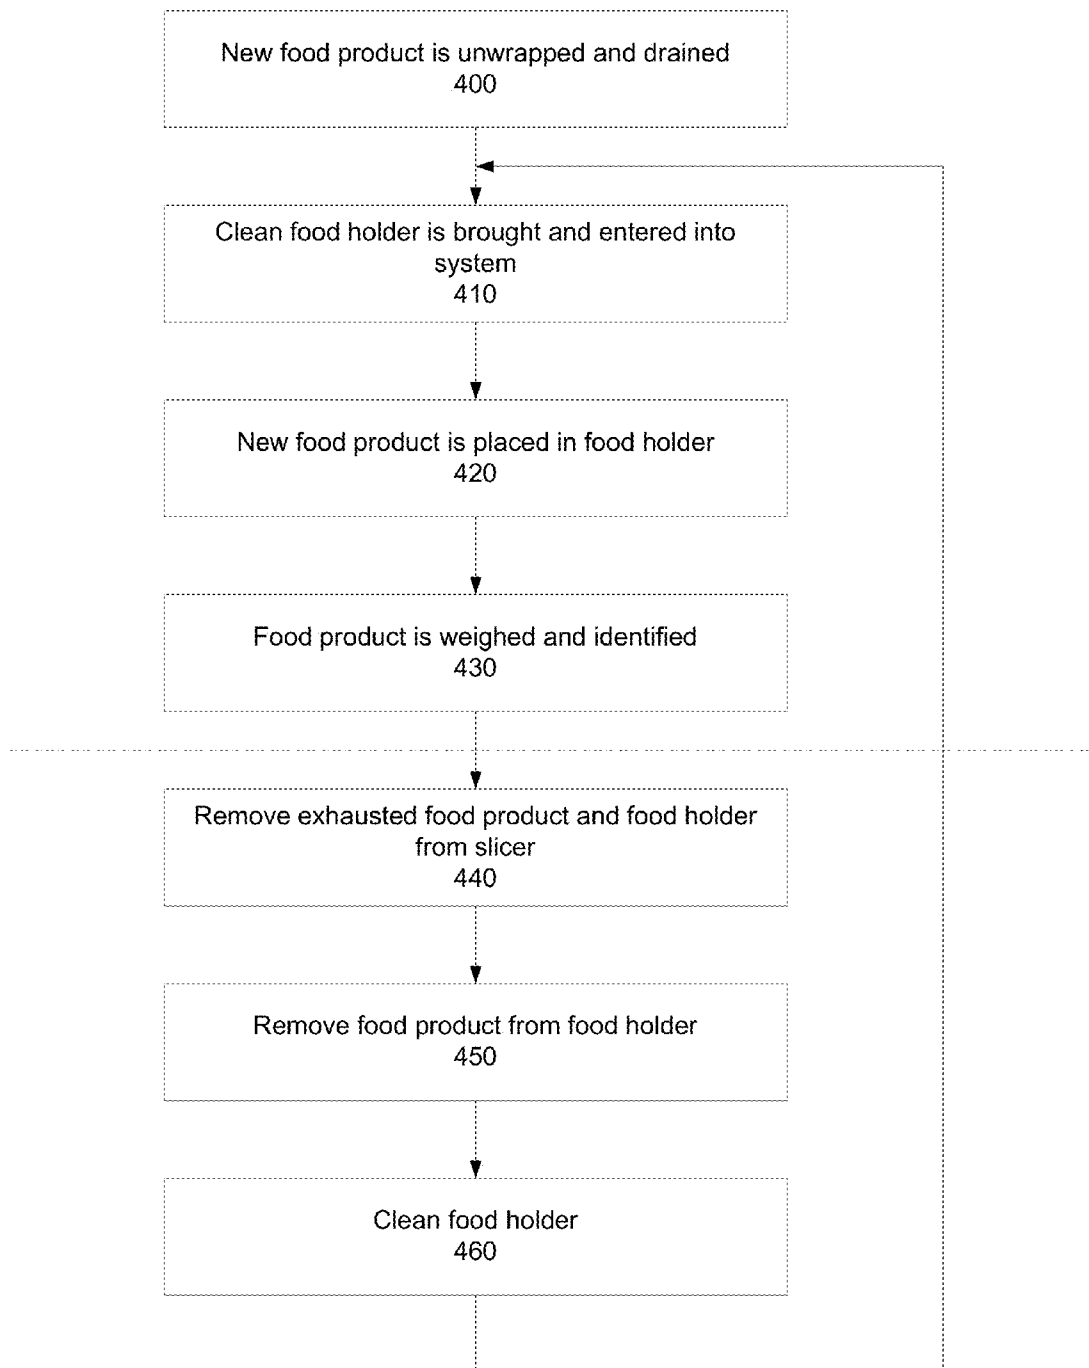 New food product is unwrapped and drained
400
Clean food holder is brought and entered into
system
410
New food product is placed in food holder
420
Food product is weighed and identified
430
Remove exhausted food product and food holder
from slicer
440
Remove food product from food holder
450
Clean food holder
460